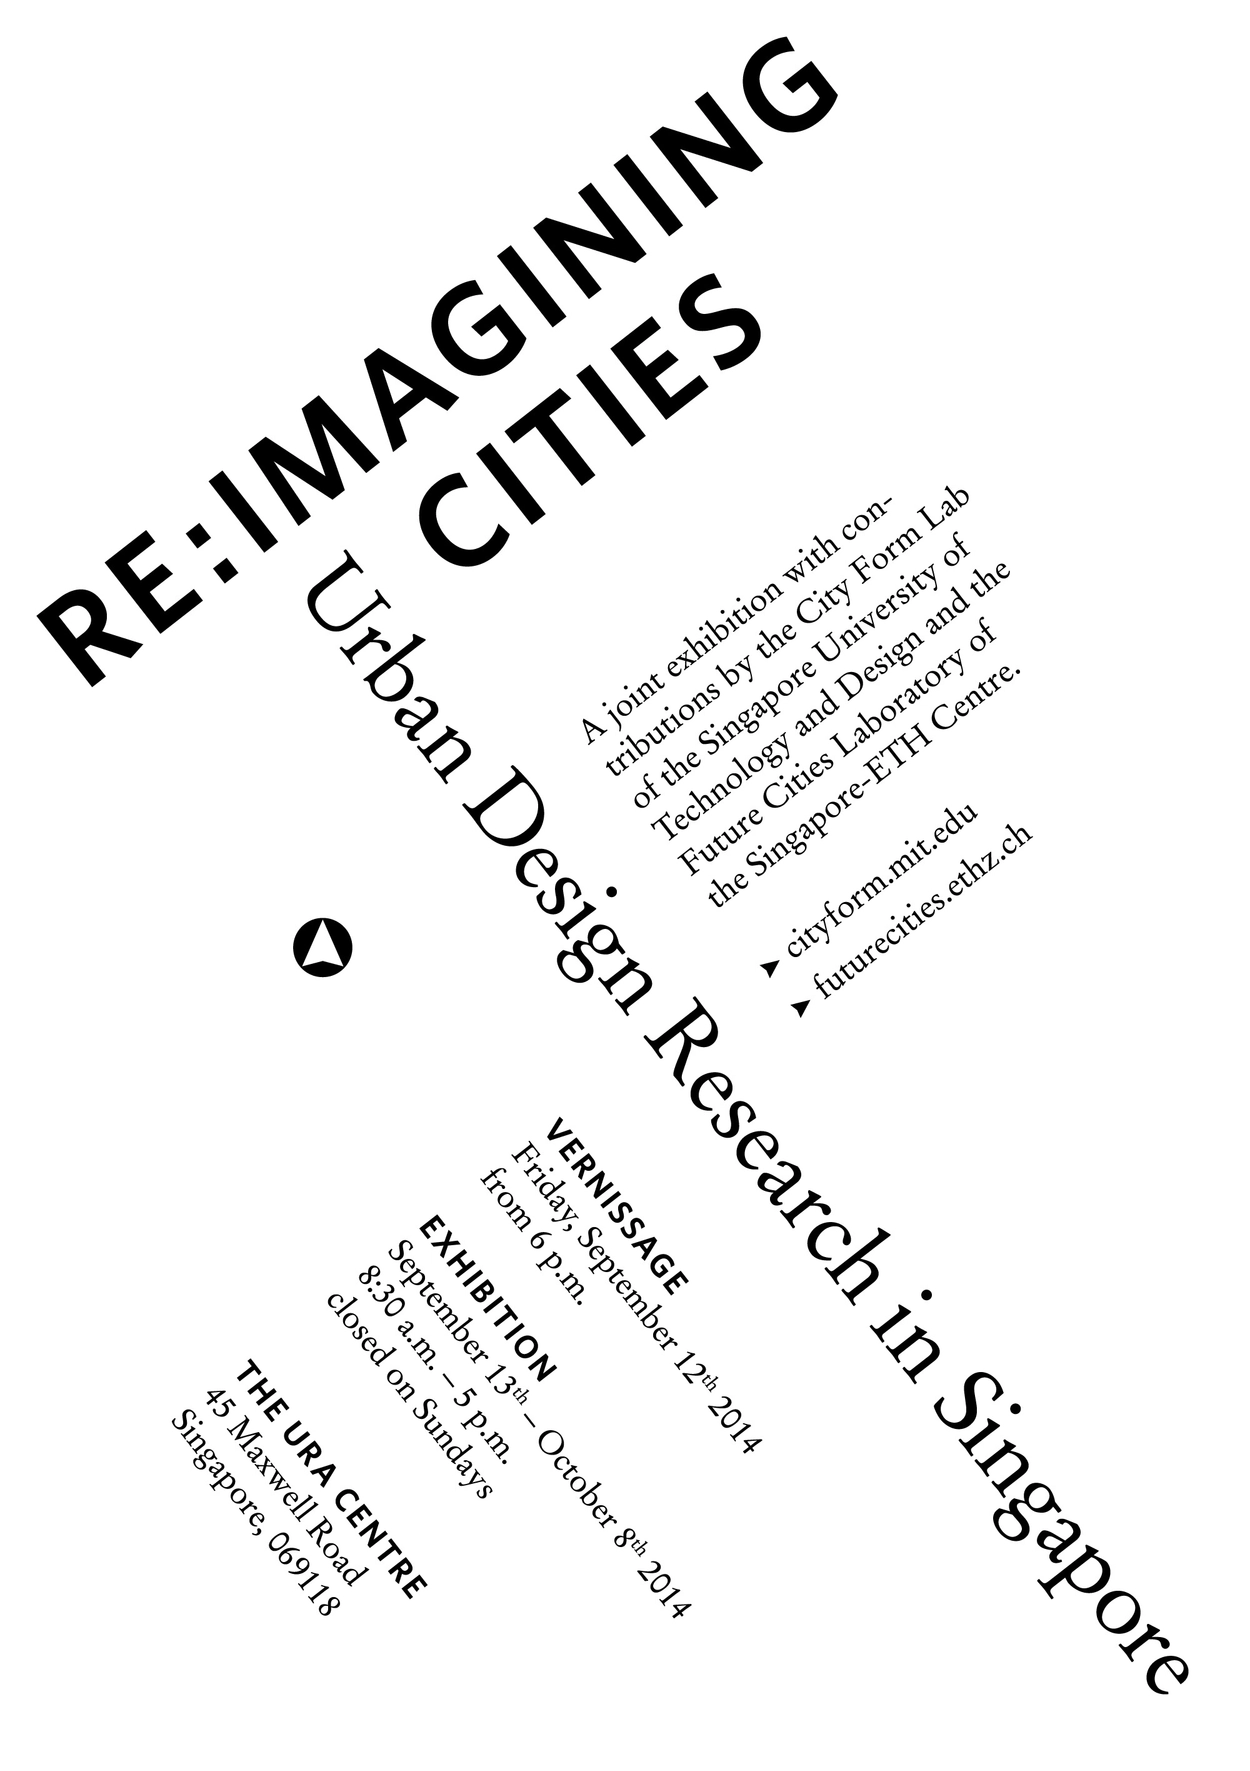 RE:IMAGINING
CITIES
Urban Design Research in Singapore
A joint exhibition with con-
tributions by the City Form Lab
of the Singapore University of
Technology and Design and the
Future Cities Laboratory of
the Singapore-ETH Centre.
➤ cityform.mit.edu
➤ futurecities.ethz.ch
VERNISSAGE
Friday, September 12th 2014
from 6 p.m.
EXHIBITION
September 13th – October 8th 2014
8:30 a.m. – 5 p.m.
closed on Sundays
THE URA CENTRE
45 Maxwell Road
Singapore, 069118